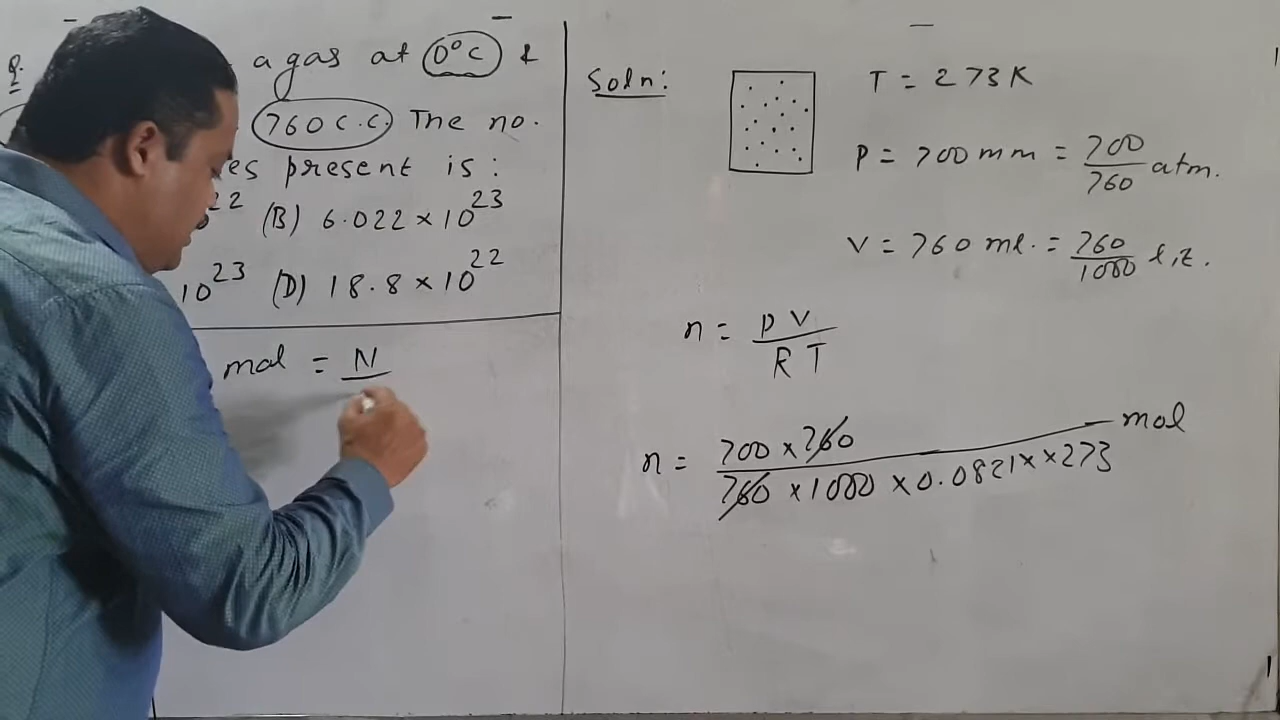 Q. a gas at 0°C &
760 C.C. The no.
es present is :
22 (B) 6.022 × 10^23
10^23 (D) 18.8 × 10^22
mol = N
Soln:
T = 273 K
P = 700 mm = 700/760 atm.
V = 760 ml. = 760/1000 lit.
n = PV/RT
n = 700 × 760 / 760 × 1000 × 0.0821 × × 273 mol